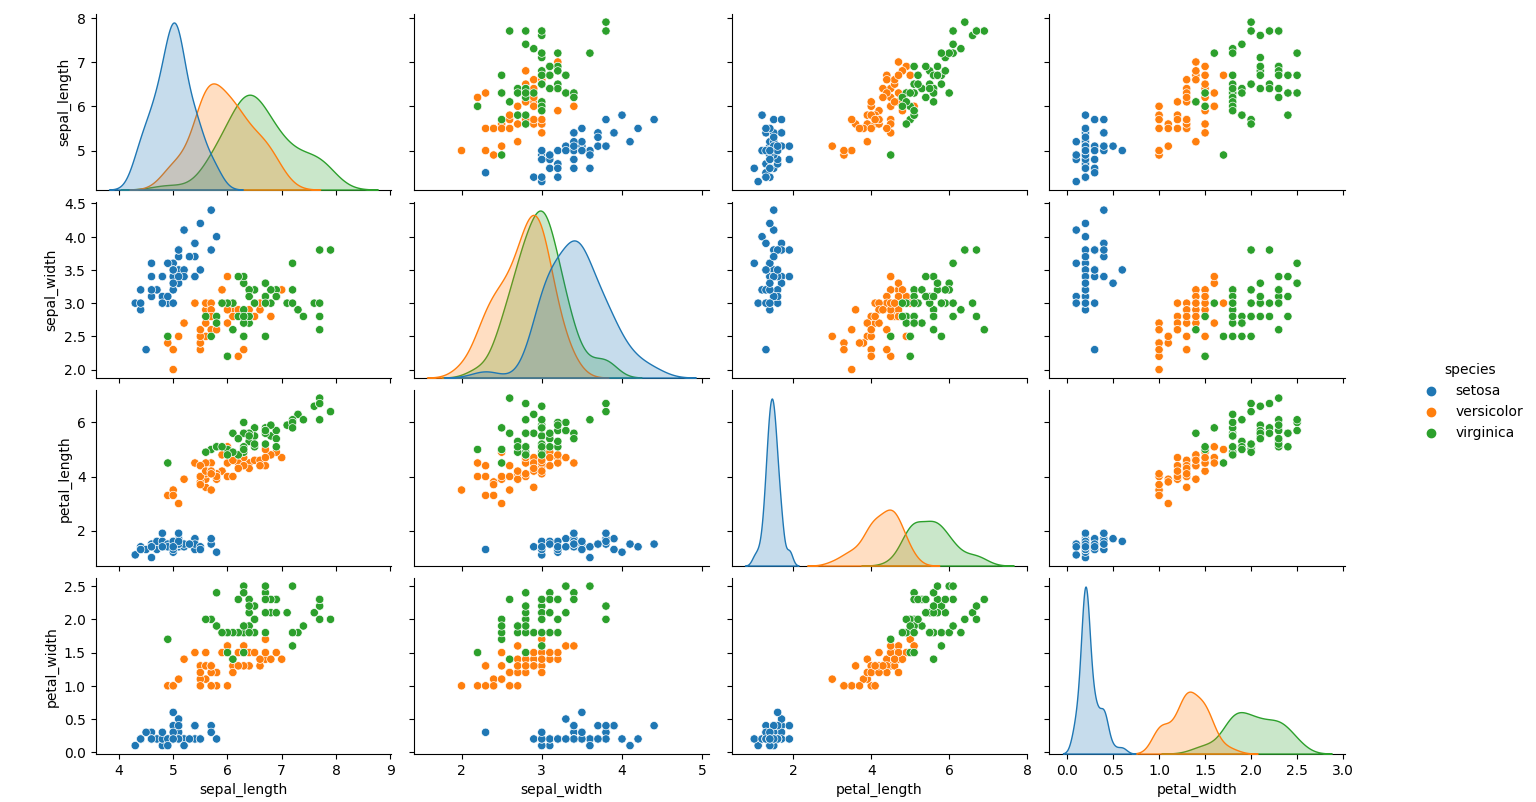 8
7
6
5
sepal_length
4.5
4.0
3.5
3.0
2.5
2.0
sepal_width
6
4
2
petal_length
2.5
2.0
1.5
1.0
0.5
0.0
petal_width
4 5 6 7 8 9
sepal_length
2 3 4 5
sepal_width
2 4 6 8
petal_length
0.0 0.5 1.0 1.5 2.0 2.5 3.0
petal_width
species
setosa
versicolor
virginica